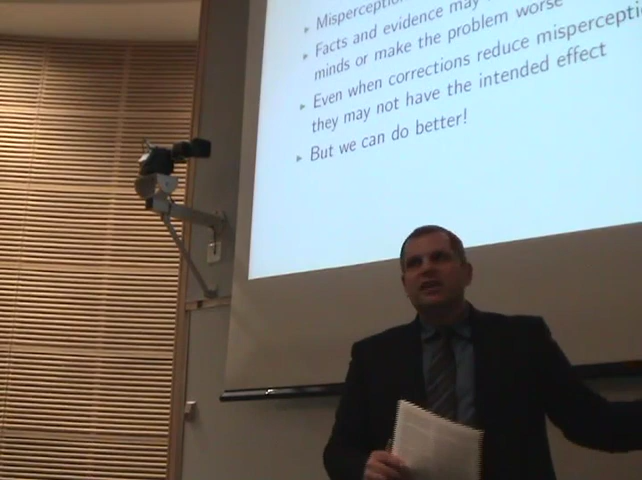 Facts and evidence may
minds or make the problem worse
Even when corrections reduce
they may not have the intended effect
But we can do better!